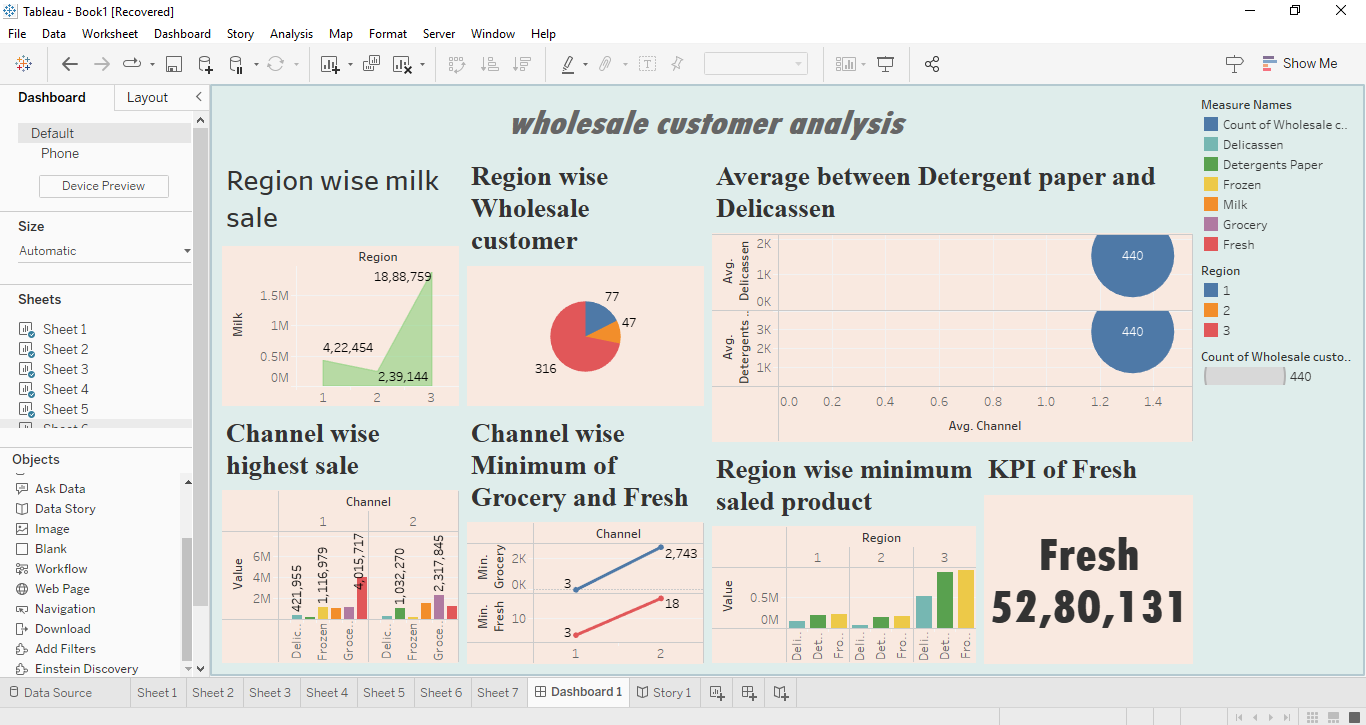 Tableau - Book1 [Recovered]
File Data Worksheet Dashboard Story Analysis Map Format Server Window Help
Show Me
Dashboard Layout
Default
Phone
Device Preview
Size
Automatic
Sheets
Sheet 1
Sheet 2
Sheet 3
Sheet 4
Sheet 5
Objects
Ask Data
Data Story
Image
Blank
Workflow
Web Page
Navigation
Download
Add Filters
Einstein Discovery
wholesale customer analysis
Region wise milk
sale
Region
18,88,759
1.5M
1M
4,22,454
0.5M
2,39,144
0M
Milk
1 2 3
Region wise
Wholesale
customer
77
47
316
Average between Detergent paper and
Delicassen
Avg.
Delicassen
2K
1K
0K
440
Avg.
Detergents ..
3K
2K
1K
440
0.0 0.2 0.4 0.6 0.8 1.0 1.2 1.4
Avg. Channel
Measure Names
Count of Wholesale c..
Delicassen
Detergents Paper
Frozen
Milk
Grocery
Fresh
Region
1
2
3
Count of Wholesale custo..
440
Channel wise
highest sale
Channel
1 2
Value
6M
4M
2M
421,955
1,116,979
4,015,717
1,032,270
2,317,845
Delic..
Frozen
Groce..
Delic..
Frozen
Groce..
Channel wise
Minimum of
Grocery and Fresh
Channel
Min.
Grocery
2K
0K
3
2,743
Min.
Fresh
10
3
18
1 2
Region wise minimum
saled product
Region
1 2 3
Value
0.5M
0M
Deli..
Det..
Fro..
Deli..
Det..
Fro..
Deli..
Det..
Fro..
KPI of Fresh
Fresh
52,80,131
Data Source Sheet 1 Sheet 2 Sheet 3 Sheet 4 Sheet 5 Sheet 6 Sheet 7 Dashboard 1 Story 1